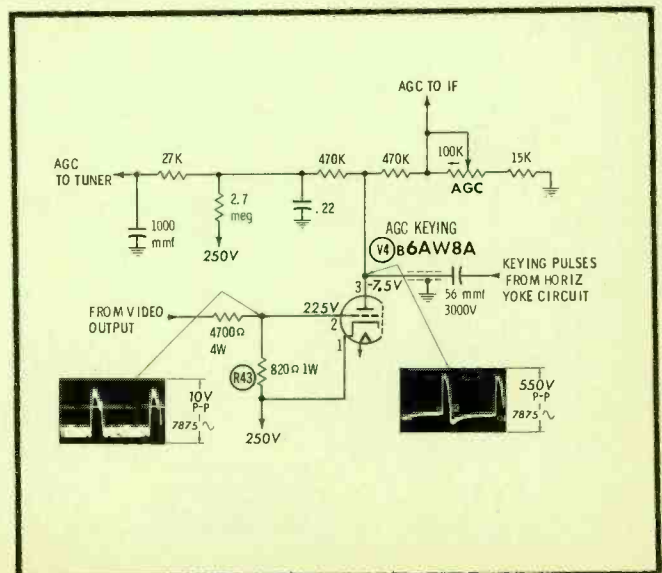 AGC TO IF
AGC
TO TUNER
27K
470K
470K
100K
15K
AGC
1000
mmf
2.7
meg
.22
250V
AGC KEYING
V4 B 6AW8A
3 -7.5V
KEYING PULSES
FROM HORIZ
YOKE CIRCUIT
56 mmf
3000V
FROM VIDEO
OUTPUT
4700Ω
4W
225V
2
1
R43
820Ω 1W
250V
10V
P-P
7875 ∿
550V
P-P
7875 ∿